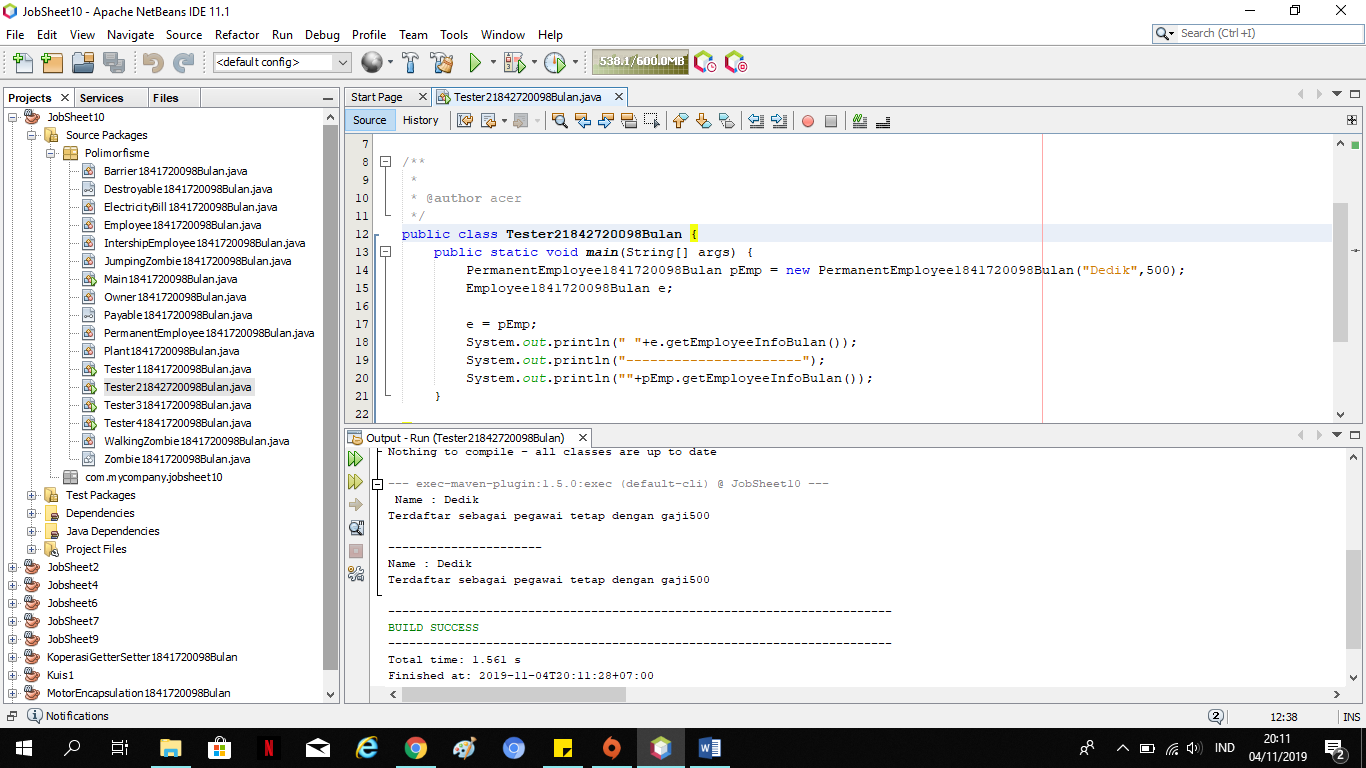 JobSheet10 - Apache NetBeans IDE 11.1
File Edit View Navigate Source Refactor Run Debug Profile Team Tools Window Help
Search (Ctrl+I)
<default config>
538.1/600.0MB
Projects Services Files
JobSheet10
Source Packages
Polimorfisme
Barrier1841720098Bulan.java
Destroyable1841720098Bulan.java
ElectricityBill1841720098Bulan.java
Employee1841720098Bulan.java
IntershipEmployee1841720098Bulan.java
JumpingZombie1841720098Bulan.java
Main1841720098Bulan.java
Owner1841720098Bulan.java
Payable1841720098Bulan.java
PermanentEmployee1841720098Bulan.java
Plant1841720098Bulan.java
Tester11841720098Bulan.java
Tester21842720098Bulan.java
Tester31841720098Bulan.java
Tester41841720098Bulan.java
WalkingZombie1841720098Bulan.java
Zombie1841720098Bulan.java
com.mycompany.jobsheet10
Test Packages
Dependencies
Java Dependencies
Project Files
JobSheet2
Jobsheet4
Jobsheet6
JobSheet7
JobSheet9
KoperasiGetterSetter1841720098Bulan
Kuis1
MotorEncapsulation1841720098Bulan
Start Page Tester21842720098Bulan.java
Source History
7
8 /**
9 *
10 * @author acer
11 */
12 public class Tester21842720098Bulan {
13 public static void main(String[] args) {
14 PermanentEmployee1841720098Bulan pEmp = new PermanentEmployee1841720098Bulan("Dedik",500);
15 Employee1841720098Bulan e;
16
17 e = pEmp;
18 System.out.println(" "+e.getEmployeeInfoBulan());
19 System.out.println("----------------------");
20 System.out.println(""+pEmp.getEmployeeInfoBulan());
21 }
22
Output - Run (Tester21842720098Bulan)
Nothing to compile - all classes are up to date
--- exec-maven-plugin:1.5.0:exec (default-cli) @ JobSheet10 ---
Name : Dedik
Terdaftar sebagai pegawai tetap dengan gaji500
----------------------
Name : Dedik
Terdaftar sebagai pegawai tetap dengan gaji500
------------------------------------------------------------------------
BUILD SUCCESS
------------------------------------------------------------------------
Total time: 1.561 s
Finished at: 2019-11-04T20:11:28+07:00
Notifications
2
12:38
INS
IND
20:11
04/11/2019
2